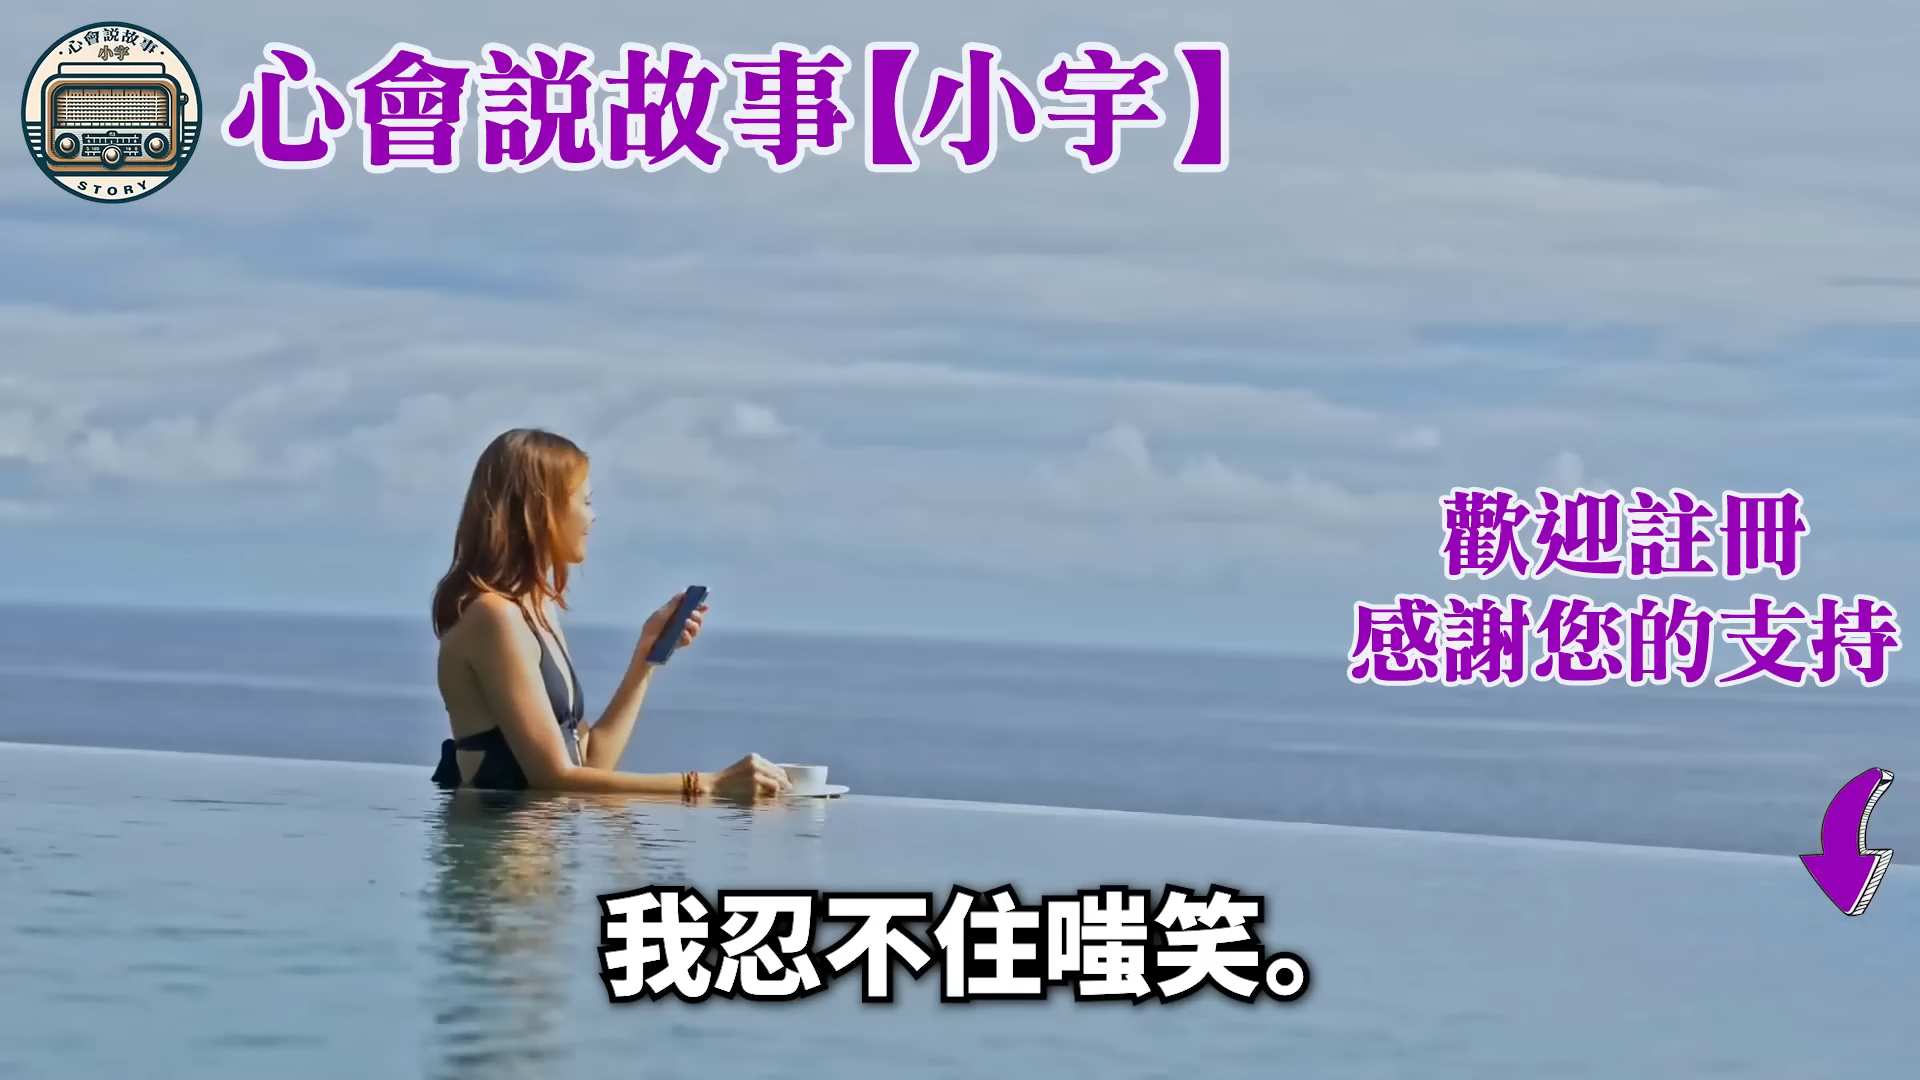 ·心會説故事·
小宇
STORY
心會説故事【小宇】
歡迎註冊
感謝您的支持
我忍不住嗤笑。